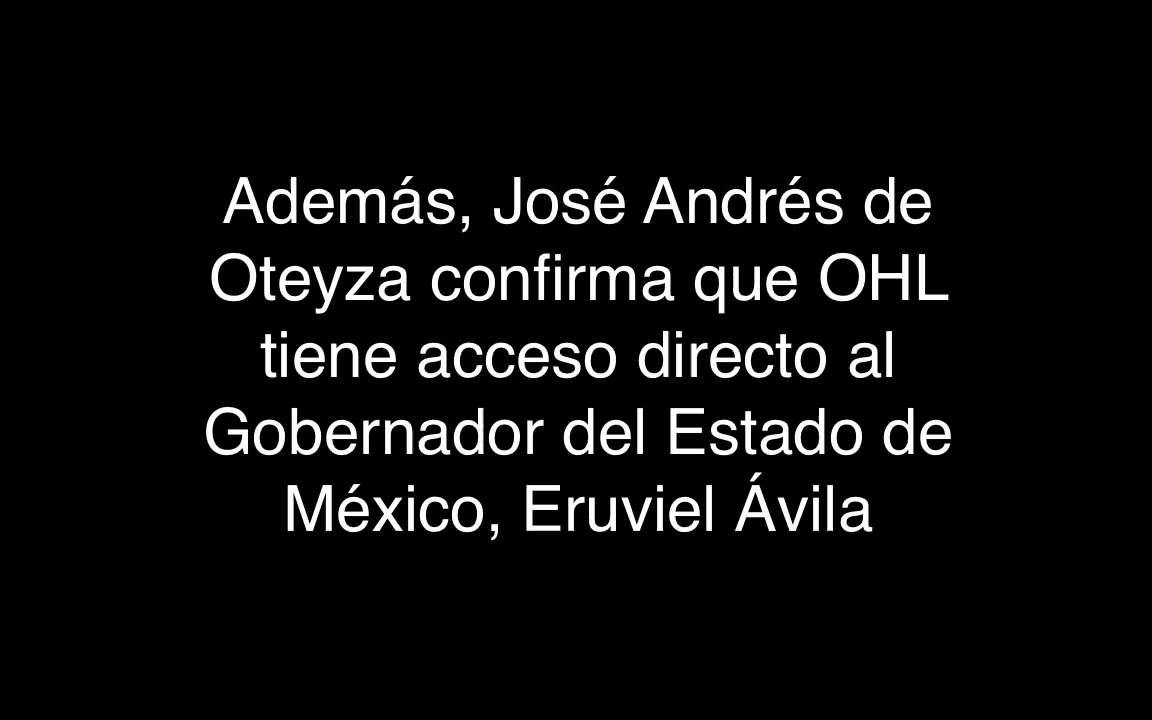 Además, José Andrés de
Oteyza confirma que OHL
tiene acceso directo al
Gobernador del Estado de
México, Eruviel Ávila